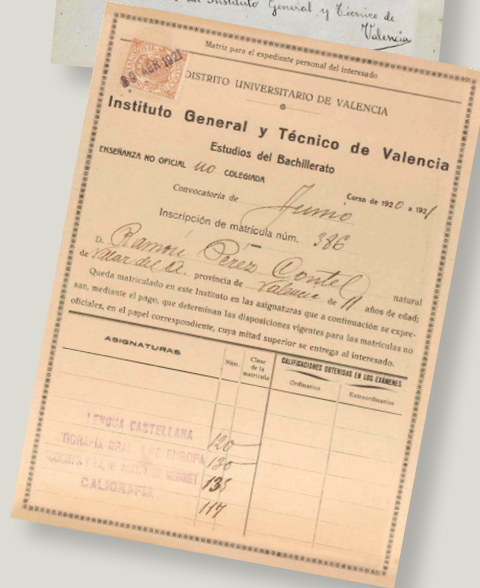 Instituto General y Técnico de
Valencia
Matriz para el expediente personal del interesado
29 ABR 1921
DISTRITO UNIVERSITARIO DE VALENCIA
Instituto General y Técnico de Valencia
Estudios del Bachillerato
ENSEÑANZA NO OFICIAL no COLEGIADA
Curso de 1920 a 1921
Convocatoria de Junio
Inscripción de matrícula núm. 386
D. Ramón Pérez Contel natural
de Villar del A. provincia de Valencia de 11 años de edad;
Queda matriculado en este Instituto en las asignaturas que a continuación se expre-
san, mediante el pago, que determinan las disposiciones vigentes para las matrículas no
oficiales, en el papel correspondiente, cuya mitad superior se entrega al interesado.
ASIGNATURAS
Núm.
Clase
de la
matrícula
CALIFICACIONES OBTENIDAS EN LOS EXÁMENES
Ordinarios
Extraordinarios
LENGUA CASTELLANA 120
GRAL. Y DE EUROPA 130
135
CALIGRAFIA 117